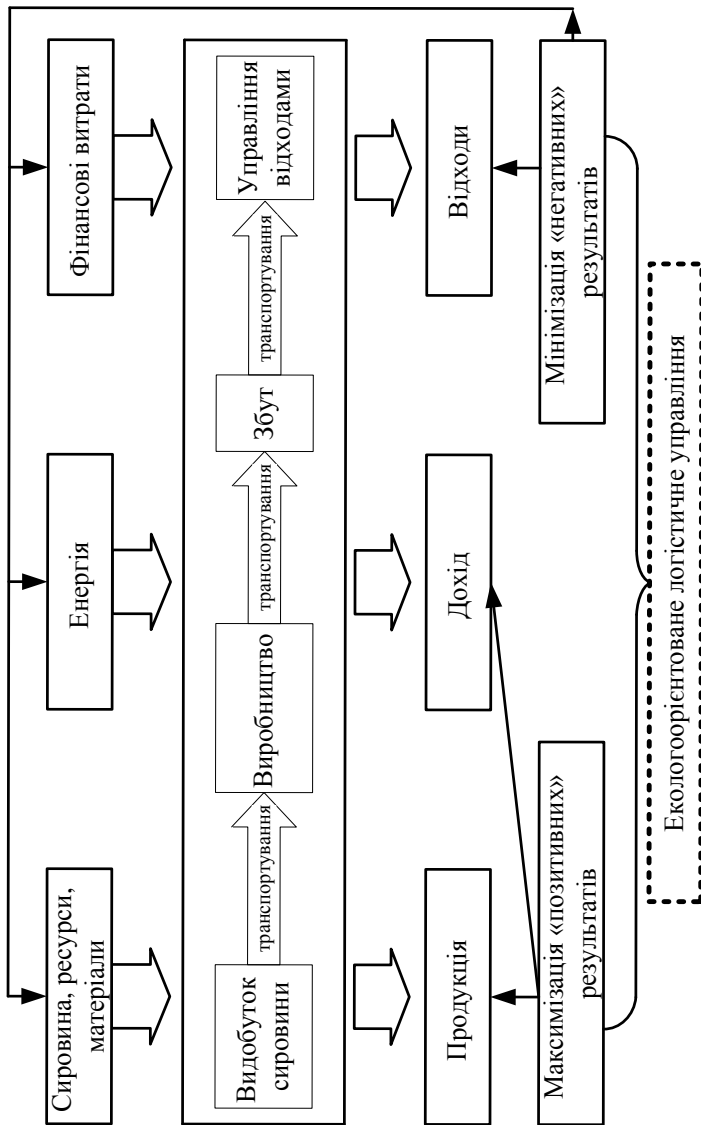 Сировина, ресурси,
матеріали
Енергія
Фінансові витрати
Видобуток
сировини
транспортування
Виробництво
транспортування
Збут
транспортування
Управління
відходами
Продукція
Дохід
Відходи
Максимізація «позитивних»
результатів
Мінімізація «негативних»
результатів
Екологоорієнтоване логістичне управління